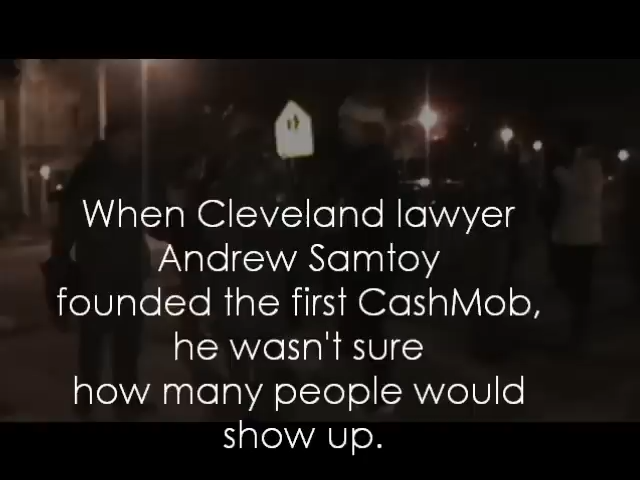 When Cleveland lawyer
Andrew Samtoy
founded the first CashMob,
he wasn't sure
how many people would
show up.